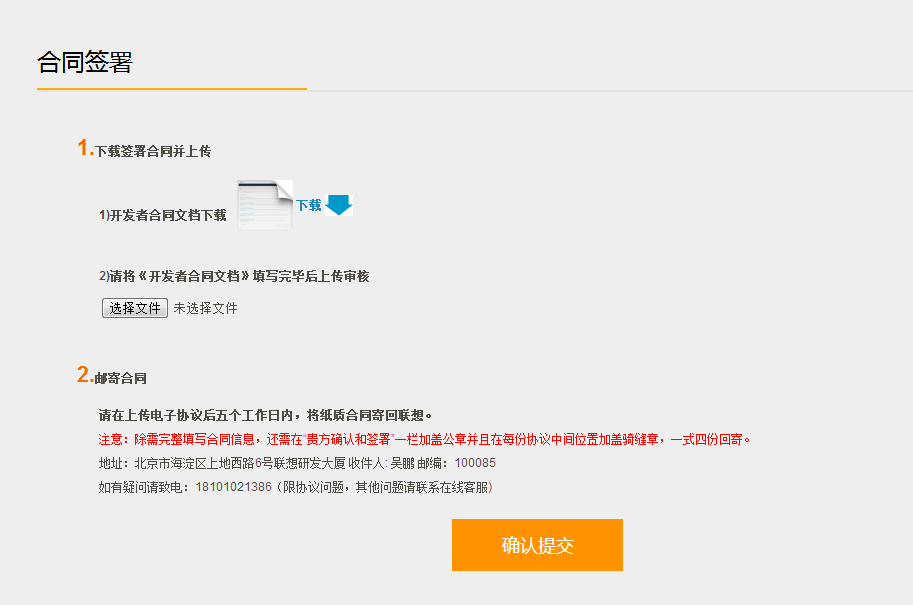 合同签署
1.下载签署合同并上传
1)开发者合同文档下载 下载
2)请将《开发者合同文档》填写完毕后上传审核
选择文件 未选择文件
2.邮寄合同
请在上传电子协议后五个工作日内，将纸质合同寄回联想。
注意：除需完整填写合同信息，还需在“贵方确认和签署”一栏加盖公章并且在每份协议中间位置加盖骑缝章，一式四份回寄。
地址：北京市海淀区上地西路6号联想研发大厦 收件人: 吴鹏 邮编：100085
如有疑问请致电：18101021386（限协议问题，其他问题请联系在线客服）
确认提交